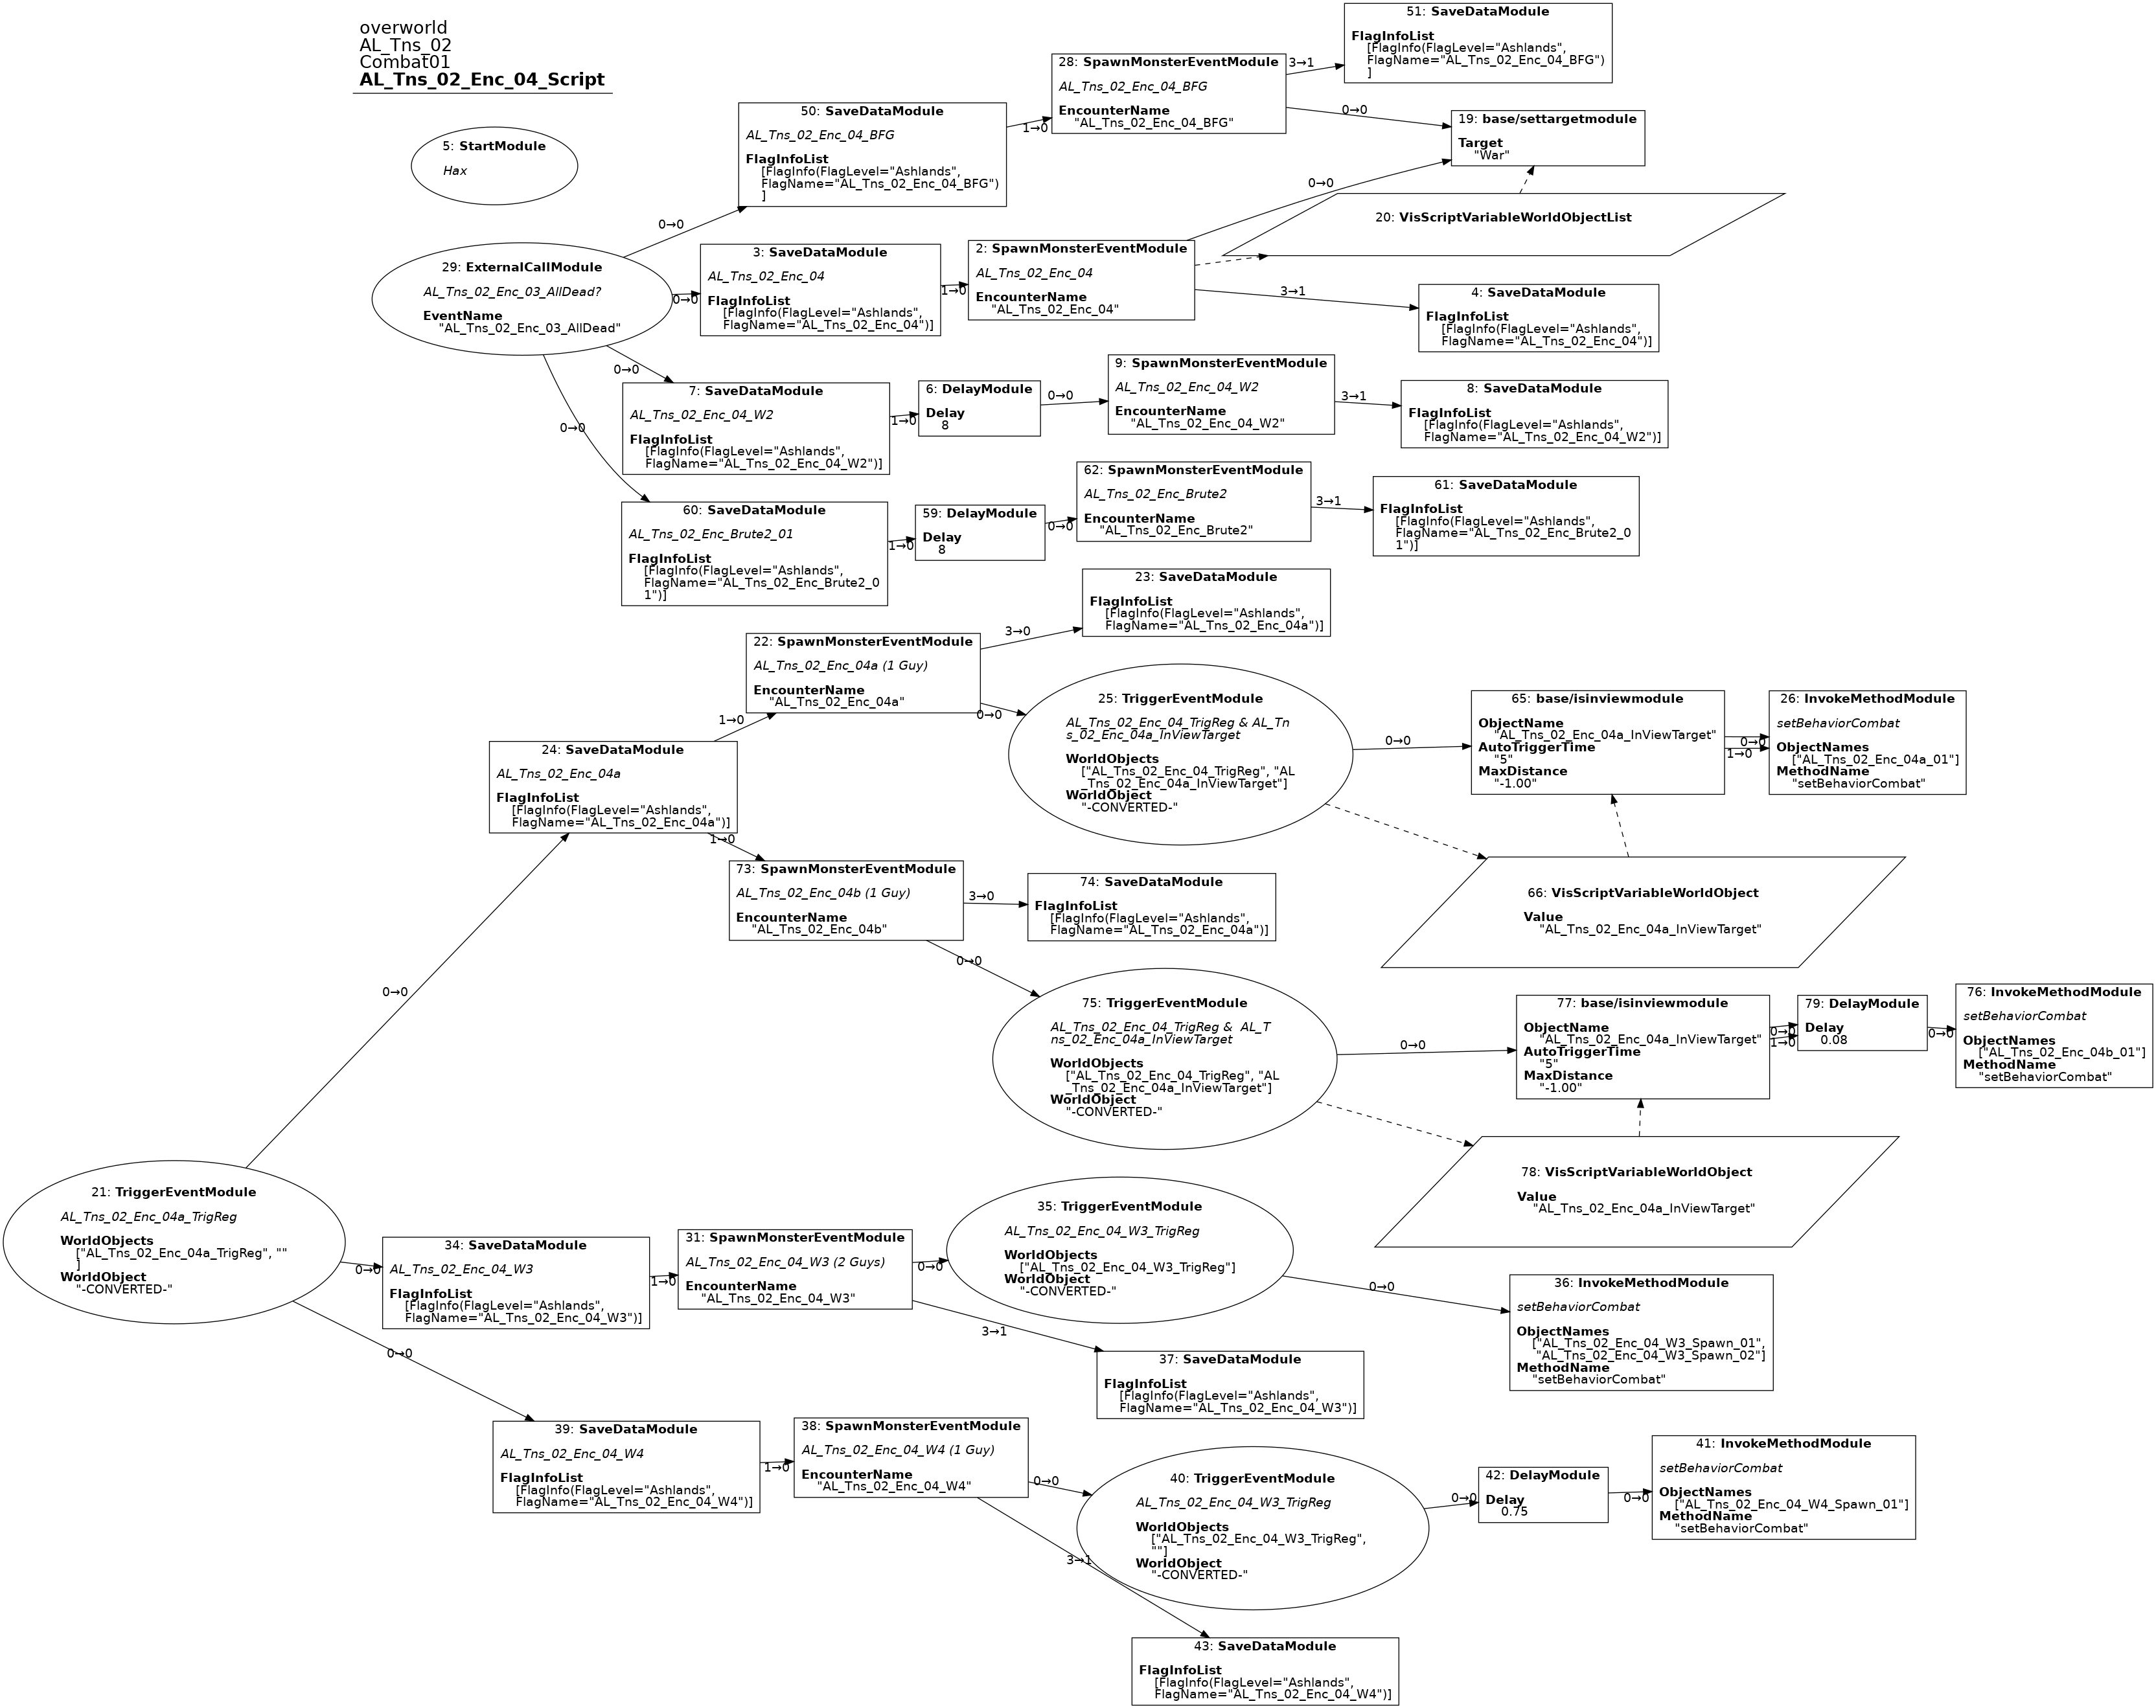 overworld
AL_Tns_02
Combat01
AL_Tns_02_Enc_04_Script
5: StartModule
Hax
29: ExternalCallModule
AL_Tns_02_Enc_03_AllDead?
EventName
"AL_Tns_02_Enc_03_AllDead"
0→0
0→0
0→0
0→0
50: SaveDataModule
AL_Tns_02_Enc_04_BFG
FlagInfoList
[FlagInfo(FlagLevel="Ashlands",
FlagName="AL_Tns_02_Enc_04_BFG")
]
1→0
28: SpawnMonsterEventModule
AL_Tns_02_Enc_04_BFG
EncounterName
"AL_Tns_02_Enc_04_BFG"
3→1
0→0
51: SaveDataModule
FlagInfoList
[FlagInfo(FlagLevel="Ashlands",
FlagName="AL_Tns_02_Enc_04_BFG")
]
19: base/settargetmodule
Target
"War"
20: VisScriptVariableWorldObjectList
3: SaveDataModule
AL_Tns_02_Enc_04
FlagInfoList
[FlagInfo(FlagLevel="Ashlands",
FlagName="AL_Tns_02_Enc_04")]
1→0
2: SpawnMonsterEventModule
AL_Tns_02_Enc_04
EncounterName
"AL_Tns_02_Enc_04"
0→0
3→1
4: SaveDataModule
FlagInfoList
[FlagInfo(FlagLevel="Ashlands",
FlagName="AL_Tns_02_Enc_04")]
7: SaveDataModule
AL_Tns_02_Enc_04_W2
FlagInfoList
[FlagInfo(FlagLevel="Ashlands",
FlagName="AL_Tns_02_Enc_04_W2")]
1→0
6: DelayModule
Delay
8
0→0
9: SpawnMonsterEventModule
AL_Tns_02_Enc_04_W2
EncounterName
"AL_Tns_02_Enc_04_W2"
3→1
8: SaveDataModule
FlagInfoList
[FlagInfo(FlagLevel="Ashlands",
FlagName="AL_Tns_02_Enc_04_W2")]
60: SaveDataModule
AL_Tns_02_Enc_Brute2_01
FlagInfoList
[FlagInfo(FlagLevel="Ashlands",
FlagName="AL_Tns_02_Enc_Brute2_0
1")]
1→0
59: DelayModule
Delay
8
0→0
62: SpawnMonsterEventModule
AL_Tns_02_Enc_Brute2
EncounterName
"AL_Tns_02_Enc_Brute2"
3→1
61: SaveDataModule
FlagInfoList
[FlagInfo(FlagLevel="Ashlands",
FlagName="AL_Tns_02_Enc_Brute2_0
1")]
24: SaveDataModule
AL_Tns_02_Enc_04a
FlagInfoList
[FlagInfo(FlagLevel="Ashlands",
FlagName="AL_Tns_02_Enc_04a")]
1→0
1→0
22: SpawnMonsterEventModule
AL_Tns_02_Enc_04a (1 Guy)
EncounterName
"AL_Tns_02_Enc_04a"
3→0
0→0
23: SaveDataModule
FlagInfoList
[FlagInfo(FlagLevel="Ashlands",
FlagName="AL_Tns_02_Enc_04a")]
25: TriggerEventModule
AL_Tns_02_Enc_04_TrigReg & AL_Tn
s_02_Enc_04a_InViewTarget
WorldObjects
["AL_Tns_02_Enc_04_TrigReg", "AL
_Tns_02_Enc_04a_InViewTarget"]
WorldObject
"-CONVERTED-"
0→0
65: base/isinviewmodule
ObjectName
"AL_Tns_02_Enc_04a_InViewTarget"
AutoTriggerTime
"5"
MaxDistance
"-1.00"
0→0
1→0
26: InvokeMethodModule
setBehaviorCombat
ObjectNames
["AL_Tns_02_Enc_04a_01"]
MethodName
"setBehaviorCombat"
66: VisScriptVariableWorldObject
Value
"AL_Tns_02_Enc_04a_InViewTarget"
73: SpawnMonsterEventModule
AL_Tns_02_Enc_04b (1 Guy)
EncounterName
"AL_Tns_02_Enc_04b"
3→0
0→0
74: SaveDataModule
FlagInfoList
[FlagInfo(FlagLevel="Ashlands",
FlagName="AL_Tns_02_Enc_04a")]
75: TriggerEventModule
AL_Tns_02_Enc_04_TrigReg &  AL_T
ns_02_Enc_04a_InViewTarget
WorldObjects
["AL_Tns_02_Enc_04_TrigReg", "AL
_Tns_02_Enc_04a_InViewTarget"]
WorldObject
"-CONVERTED-"
0→0
77: base/isinviewmodule
ObjectName
"AL_Tns_02_Enc_04a_InViewTarget"
AutoTriggerTime
"5"
MaxDistance
"-1.00"
0→0
1→0
79: DelayModule
Delay
0.08
0→0
76: InvokeMethodModule
setBehaviorCombat
ObjectNames
["AL_Tns_02_Enc_04b_01"]
MethodName
"setBehaviorCombat"
78: VisScriptVariableWorldObject
Value
"AL_Tns_02_Enc_04a_InViewTarget"
21: TriggerEventModule
AL_Tns_02_Enc_04a_TrigReg
WorldObjects
["AL_Tns_02_Enc_04a_TrigReg", ""
]
WorldObject
"-CONVERTED-"
0→0
0→0
0→0
34: SaveDataModule
AL_Tns_02_Enc_04_W3
FlagInfoList
[FlagInfo(FlagLevel="Ashlands",
FlagName="AL_Tns_02_Enc_04_W3")]
1→0
31: SpawnMonsterEventModule
AL_Tns_02_Enc_04_W3 (2 Guys)
EncounterName
"AL_Tns_02_Enc_04_W3"
0→0
3→1
35: TriggerEventModule
AL_Tns_02_Enc_04_W3_TrigReg
WorldObjects
["AL_Tns_02_Enc_04_W3_TrigReg"]
WorldObject
"-CONVERTED-"
0→0
36: InvokeMethodModule
setBehaviorCombat
ObjectNames
["AL_Tns_02_Enc_04_W3_Spawn_01",
"AL_Tns_02_Enc_04_W3_Spawn_02"]
MethodName
"setBehaviorCombat"
37: SaveDataModule
FlagInfoList
[FlagInfo(FlagLevel="Ashlands",
FlagName="AL_Tns_02_Enc_04_W3")]
39: SaveDataModule
AL_Tns_02_Enc_04_W4
FlagInfoList
[FlagInfo(FlagLevel="Ashlands",
FlagName="AL_Tns_02_Enc_04_W4")]
1→0
38: SpawnMonsterEventModule
AL_Tns_02_Enc_04_W4 (1 Guy)
EncounterName
"AL_Tns_02_Enc_04_W4"
0→0
3→1
40: TriggerEventModule
AL_Tns_02_Enc_04_W3_TrigReg
WorldObjects
["AL_Tns_02_Enc_04_W3_TrigReg",
""]
WorldObject
"-CONVERTED-"
0→0
42: DelayModule
Delay
0.75
0→0
41: InvokeMethodModule
setBehaviorCombat
ObjectNames
["AL_Tns_02_Enc_04_W4_Spawn_01"]
MethodName
"setBehaviorCombat"
43: SaveDataModule
FlagInfoList
[FlagInfo(FlagLevel="Ashlands",
FlagName="AL_Tns_02_Enc_04_W4")]